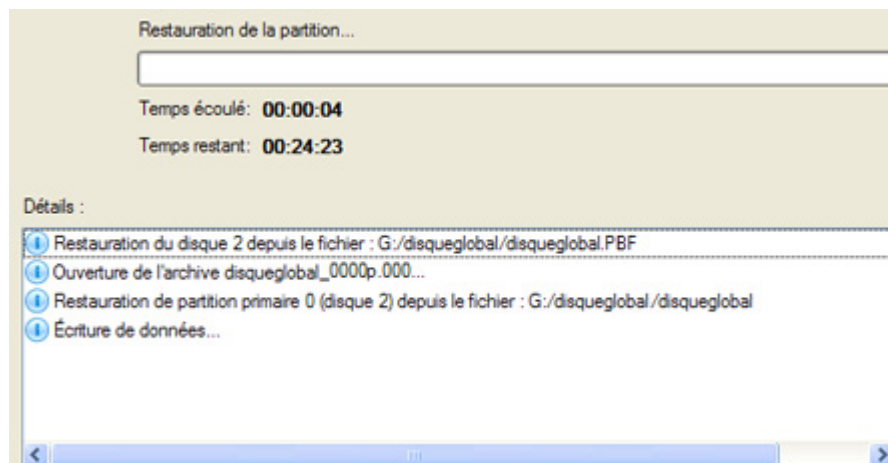 Restauration de la partition...
Temps écoulé: 00:00:04
Temps restant: 00:24:23
Détails :
Restauration du disque 2 depuis le fichier : G:/disqueglobal/disqueglobal.PBF
Ouverture de l'archive disqueglobal_0000p.000...
Restauration de partition primaire 0 (disque 2) depuis le fichier : G:/disqueglobal/disqueglobal
Écriture de données...